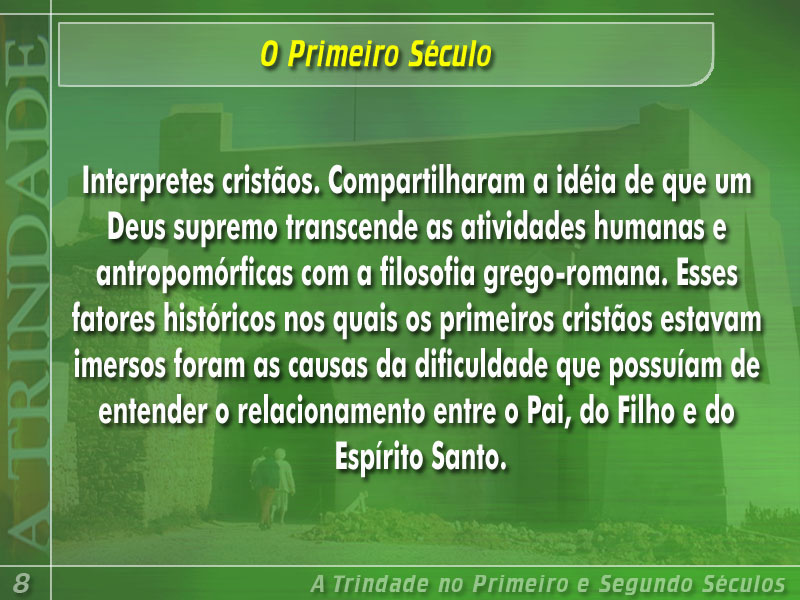 O Primeiro Século
A TRINDADE
Interpretes cristãos. Compartilharam a idéia de que um
Deus supremo transcende as atividades humanas e
antropomórficas com a filosofia grego-romana. Esses
fatores históricos nos quais os primeiros cristãos estavam
imersos foram as causas da dificuldade que possuíam de
entender o relacionamento entre o Pai, do Filho e do
Espírito Santo.
8
A Trindade no Primeiro e Segundo Séculos